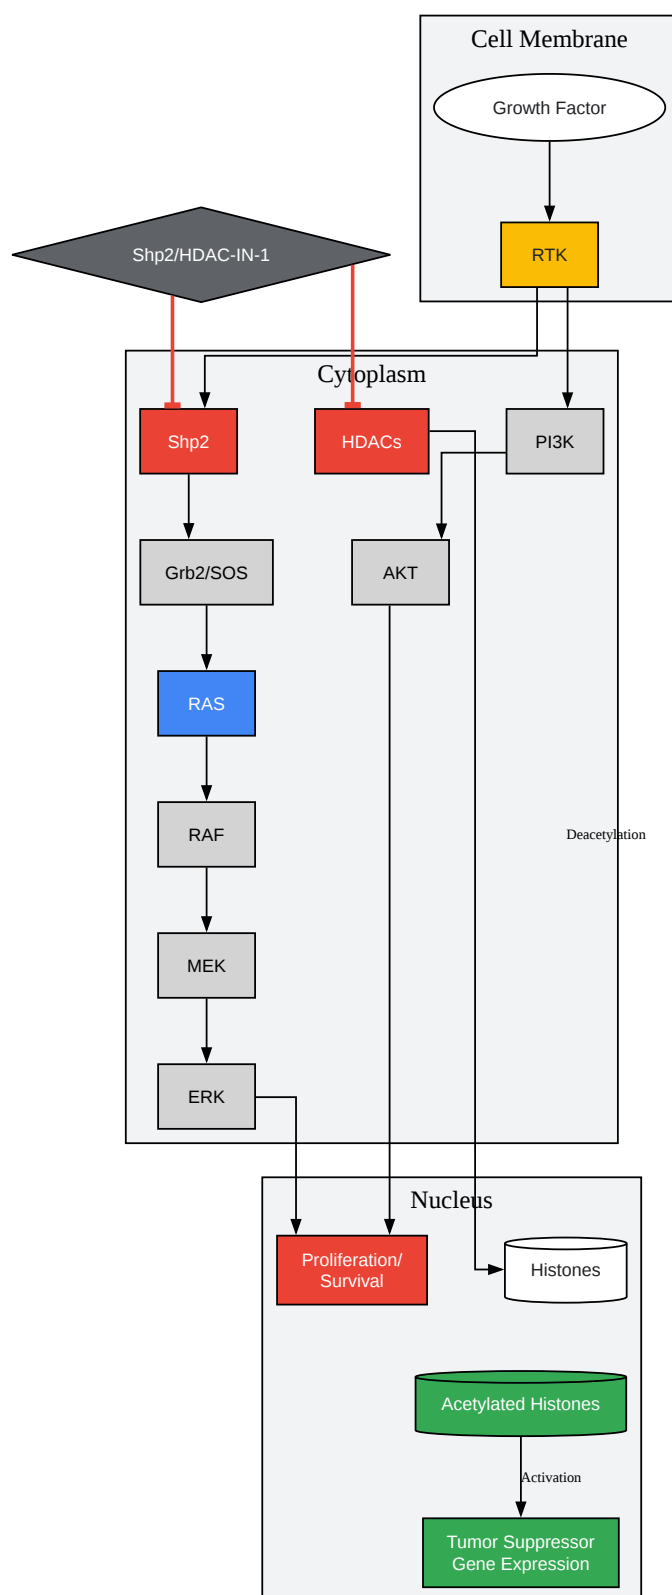 Cell Membrane
Growth Factor
Shp2/HDAC-IN-1
RTK
Cytoplasm
Shp2
HDACs
PI3K
Grb2/SOS
AKT
RAS
RAF
Deacetylation
MEK
ERK
Nucleus
Proliferation/
Survival
Histones
Acetylated Histones
Activation
Tumor Suppressor
Gene Expression